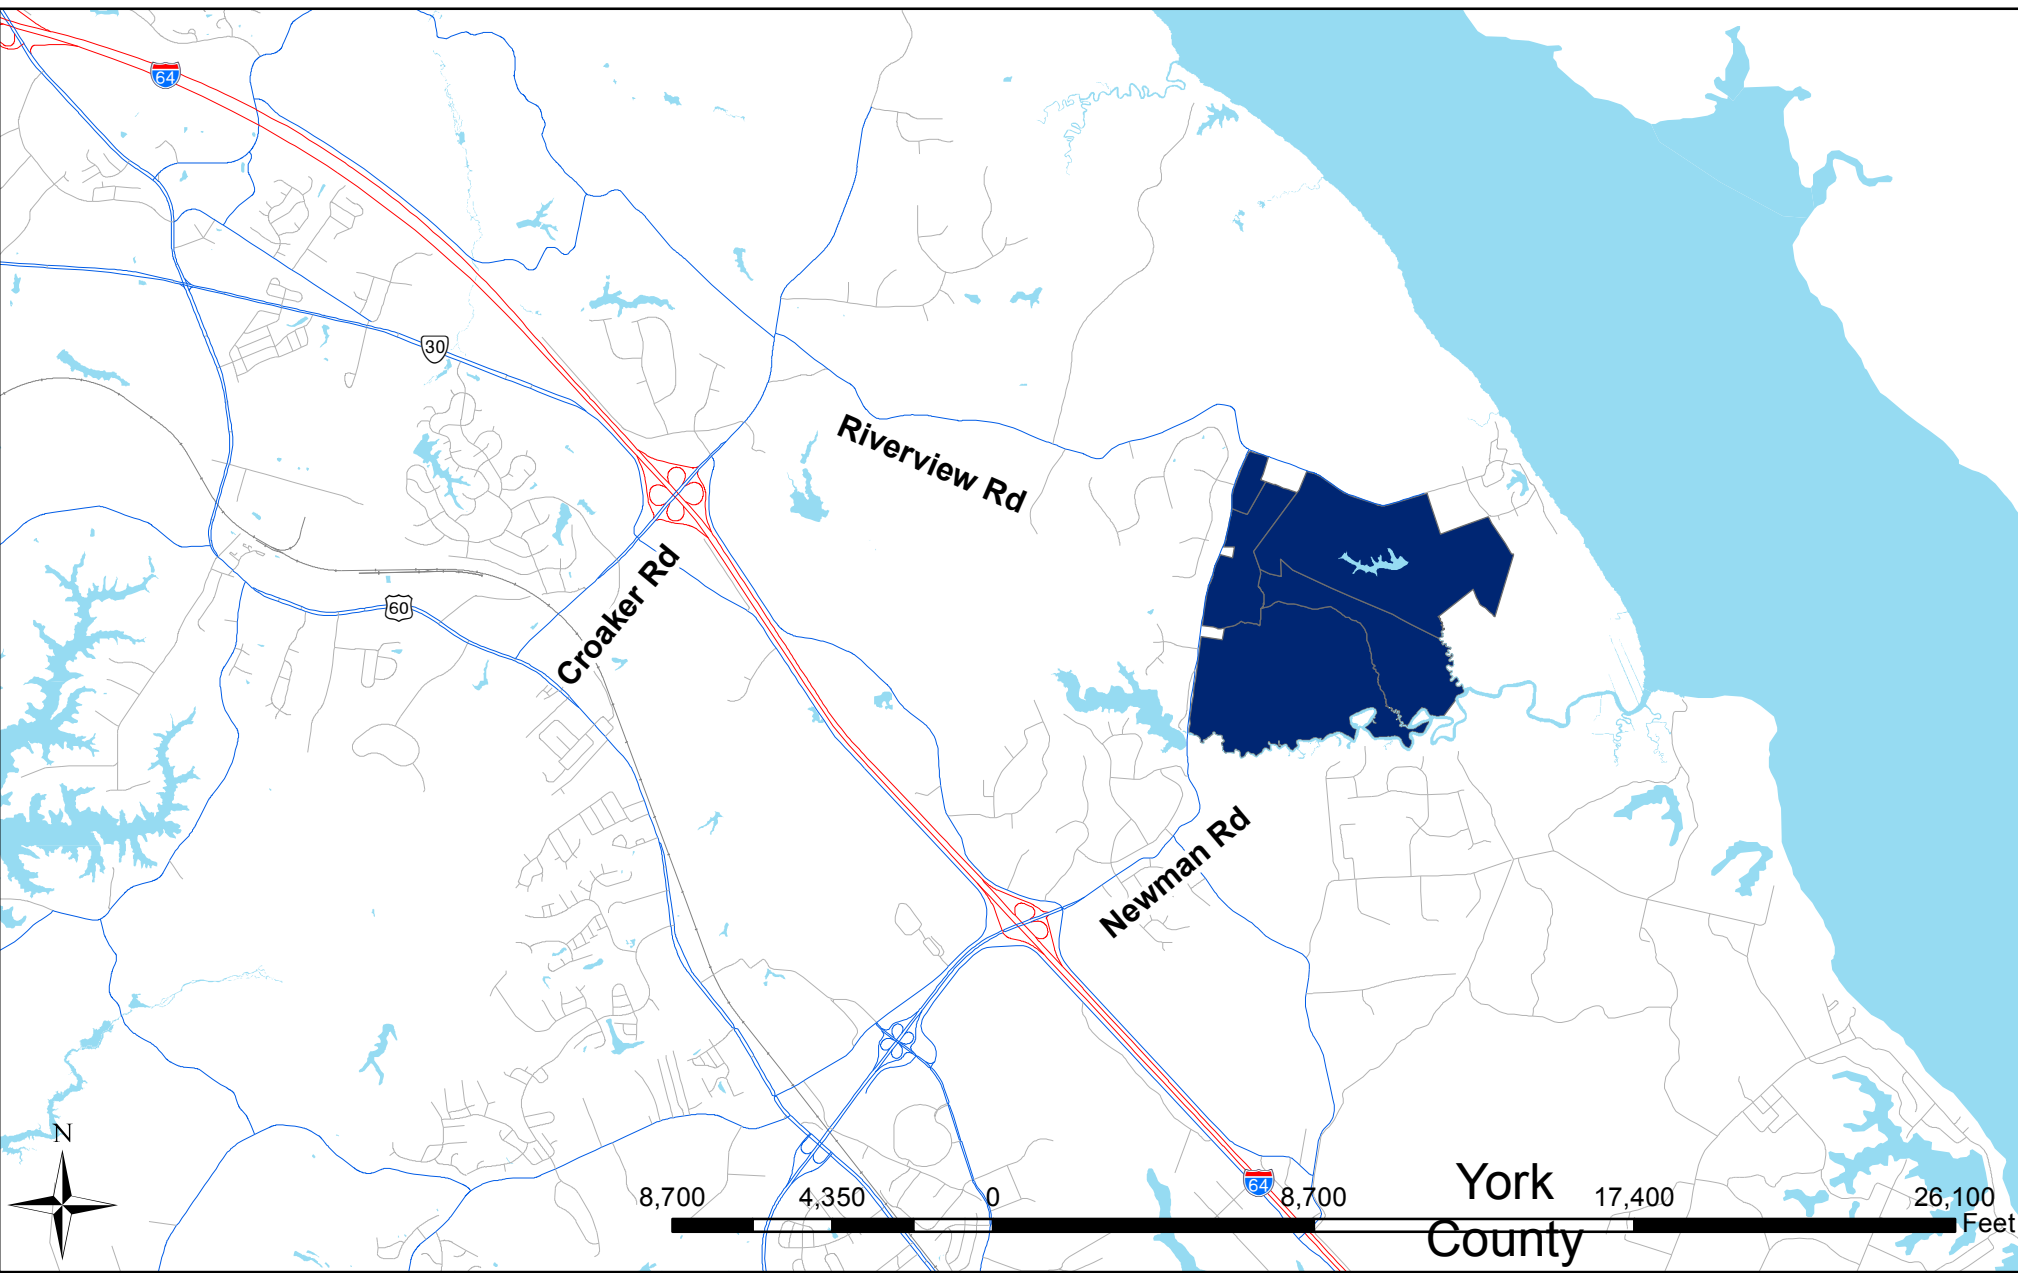 64
30
Riverview Rd
Croaker Rd
60
Newman Rd
N
64
York
County
8,700 4,350 0 8,700 17,400 26,100
Feet